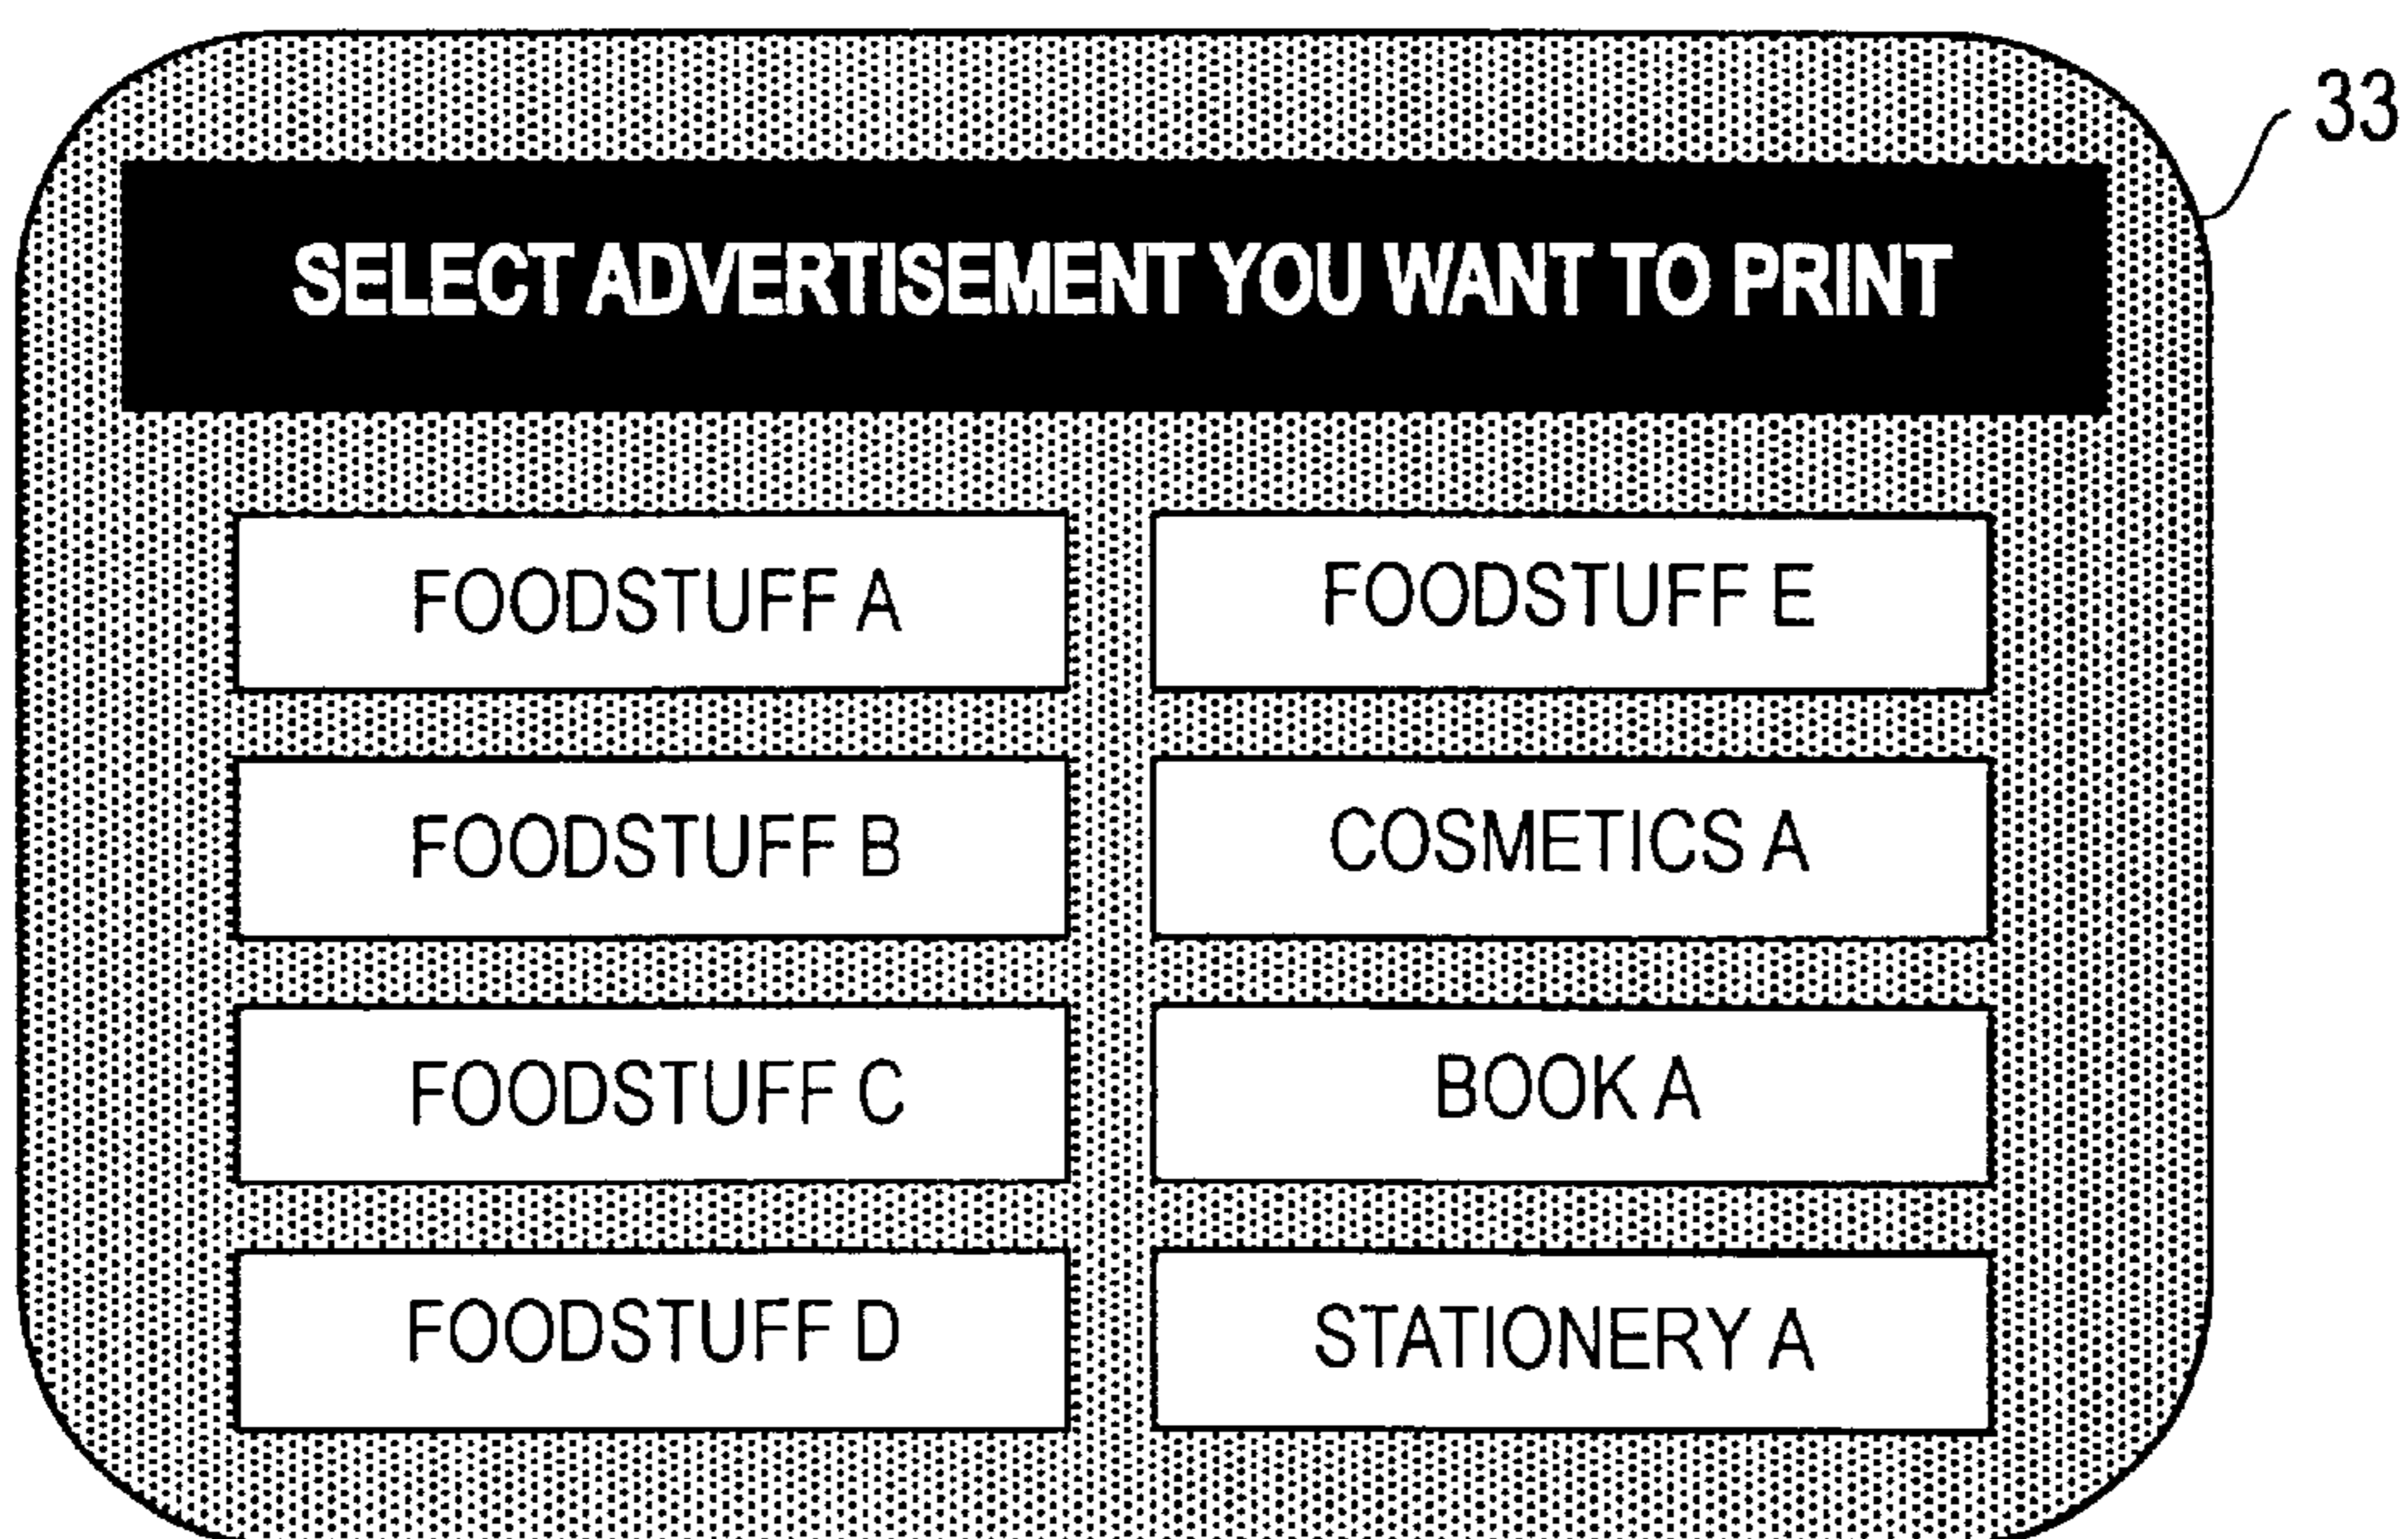 33
SELECT ADVERTISEMENT YOU WANT TO PRINT
FOODSTUFF A
FOODSTUFF B
FOODSTUFF C
FOODSTUFF D
FOODSTUFF E
COSMETICS A
BOOK A
STATIONERY A